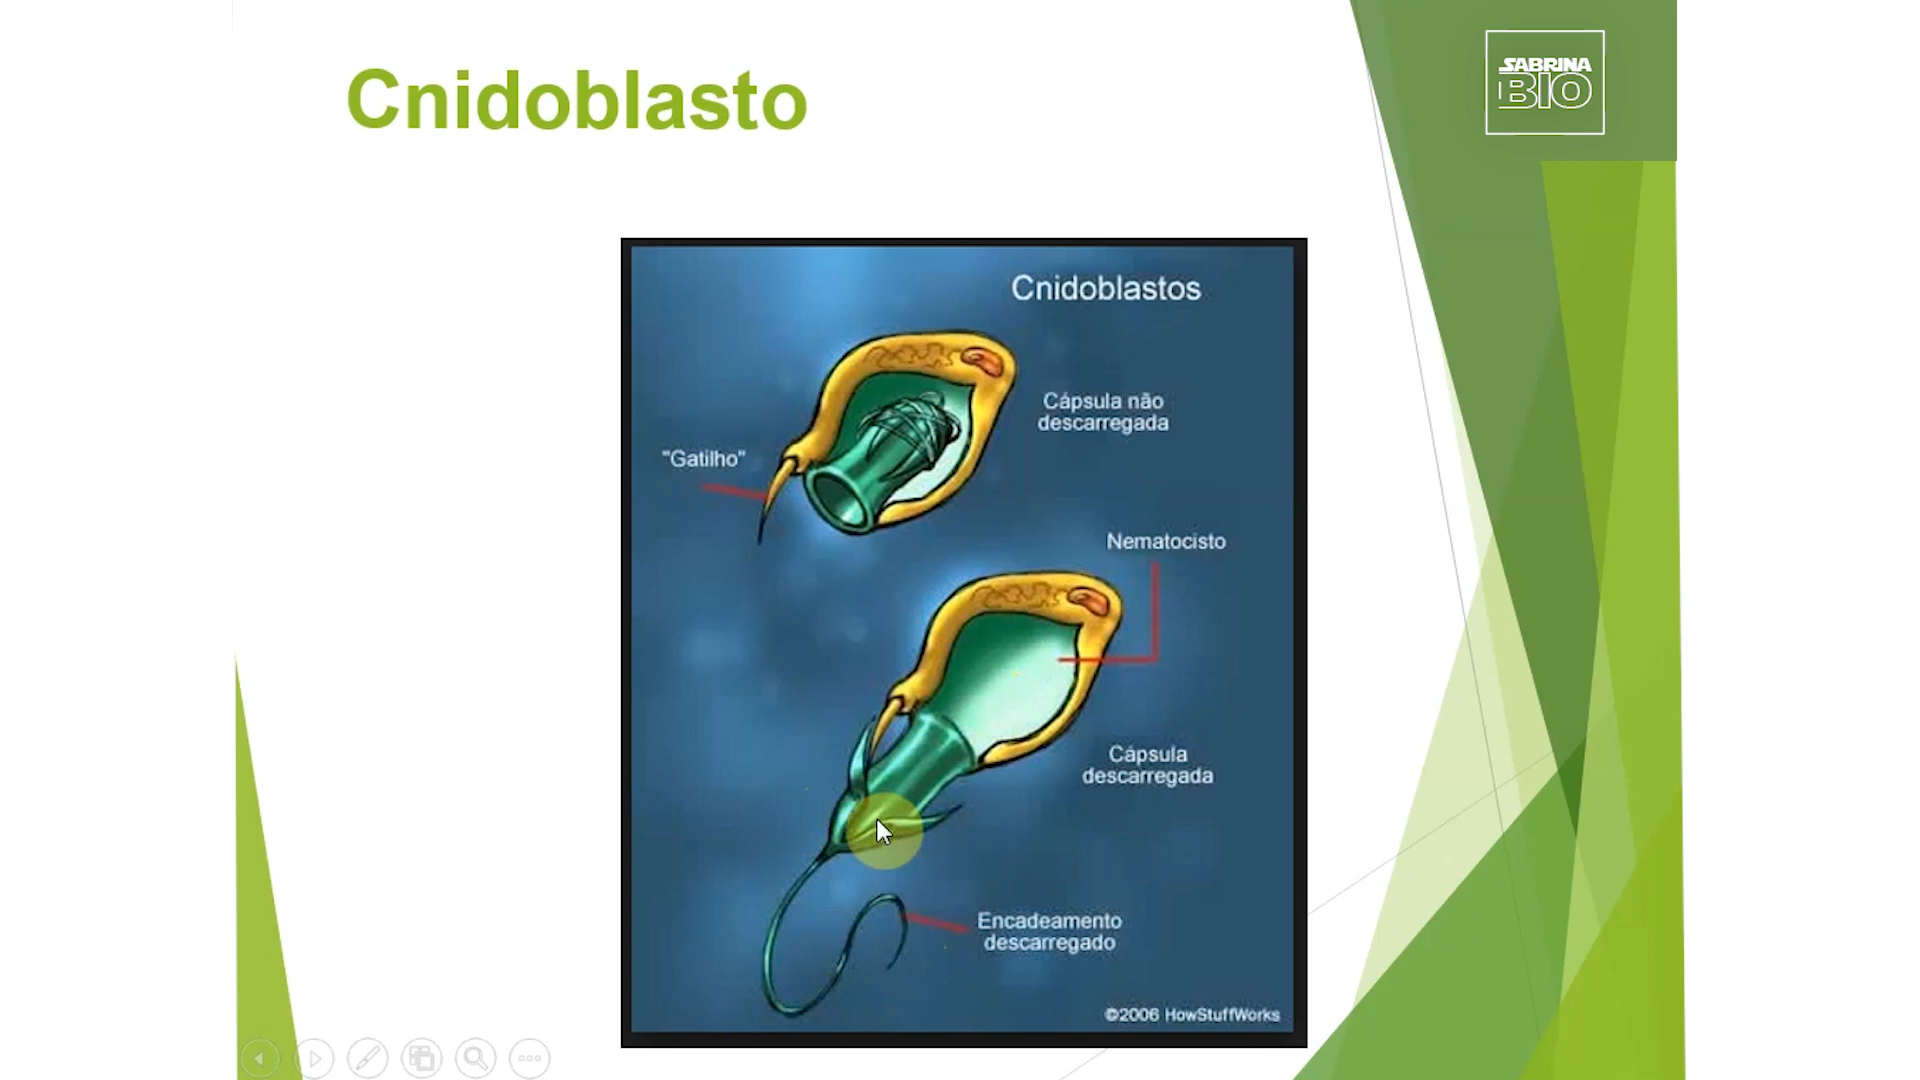 Cnidoblasto
SABRINA
BIO
Cnidoblastos
Cápsula não
descarregada
"Gatilho"
Nematocisto
Cápsula
descarregada
Encadeamento
descarregado
©2006 HowStuffWorks